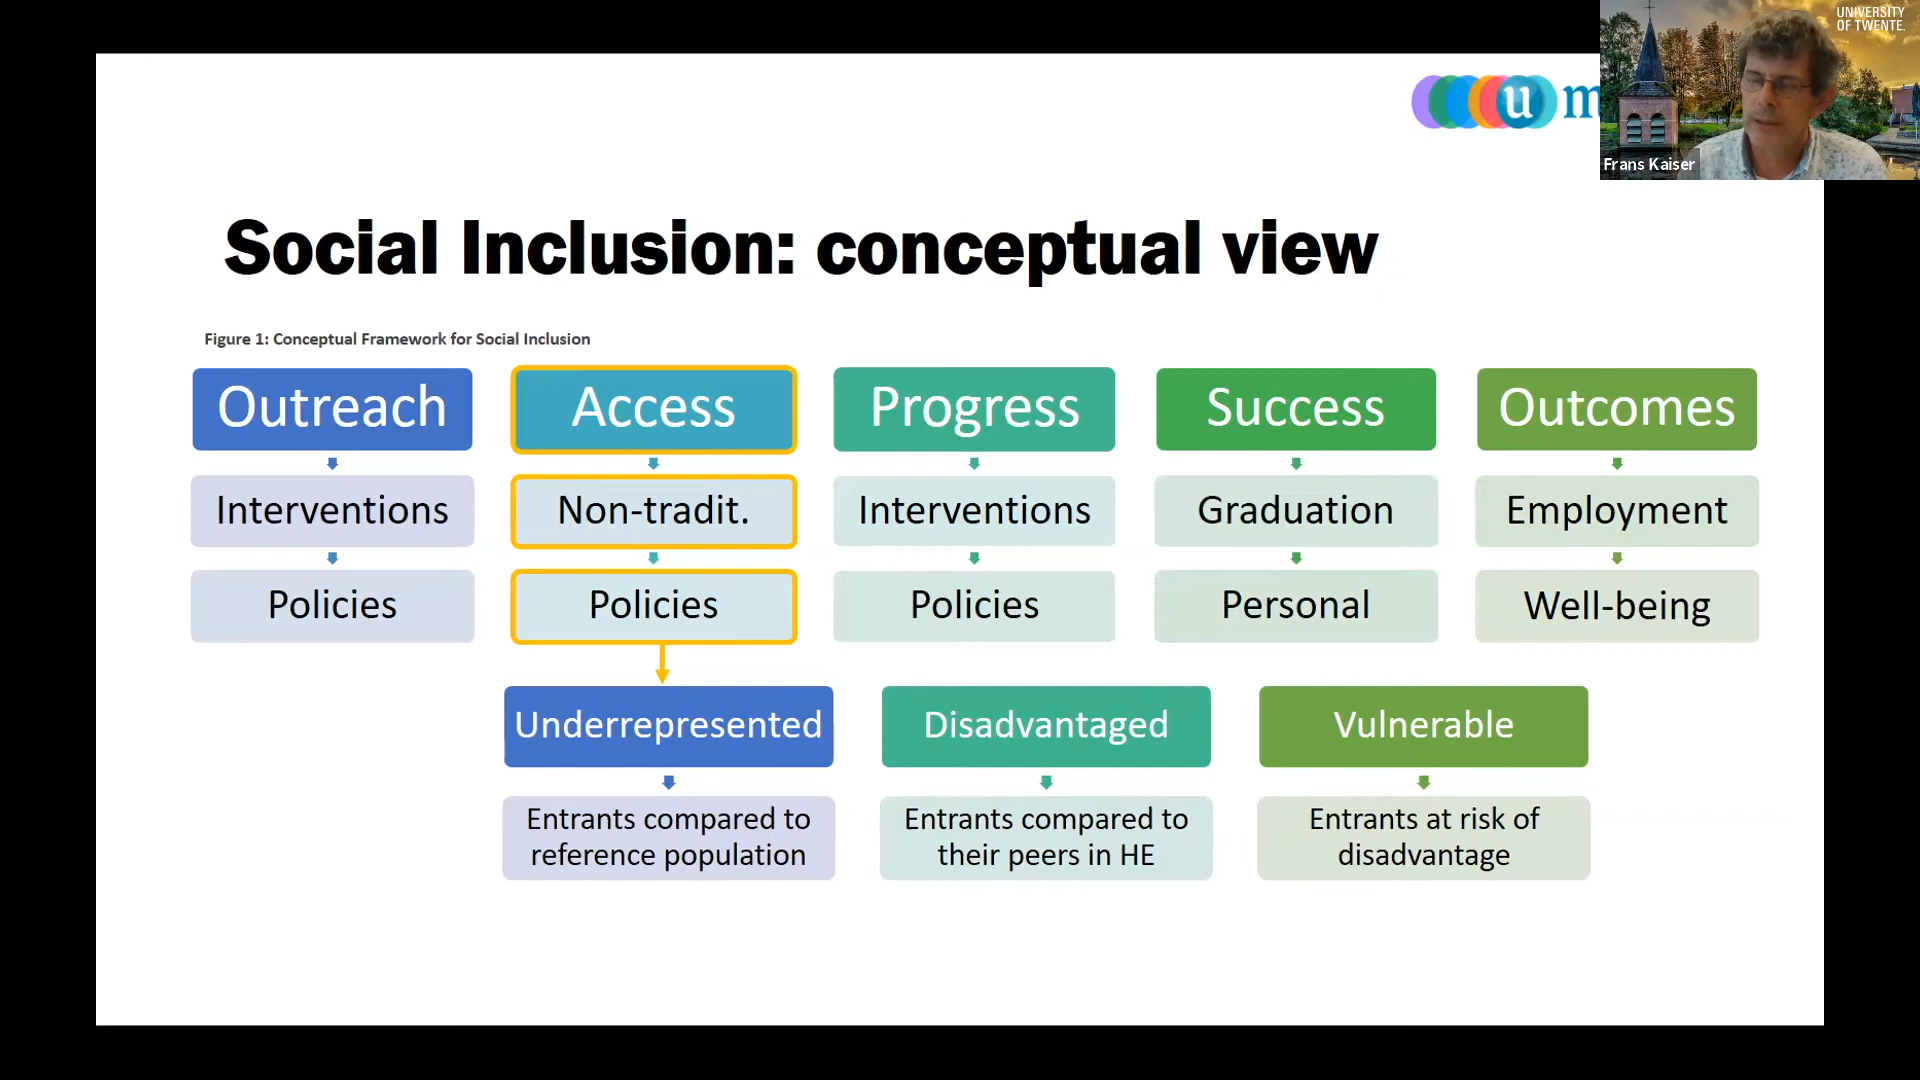 UNIVERSITY
OF TWENTE.
u m
Frans Kaiser
Social Inclusion: conceptual view
Figure 1: Conceptual Framework for Social Inclusion
Outreach
Access
Progress
Success
Outcomes
Interventions
Non-tradit.
Interventions
Graduation
Employment
Policies
Policies
Policies
Personal
Well-being
Underrepresented
Disadvantaged
Vulnerable
Entrants compared to
reference population
Entrants compared to
their peers in HE
Entrants at risk of
disadvantage